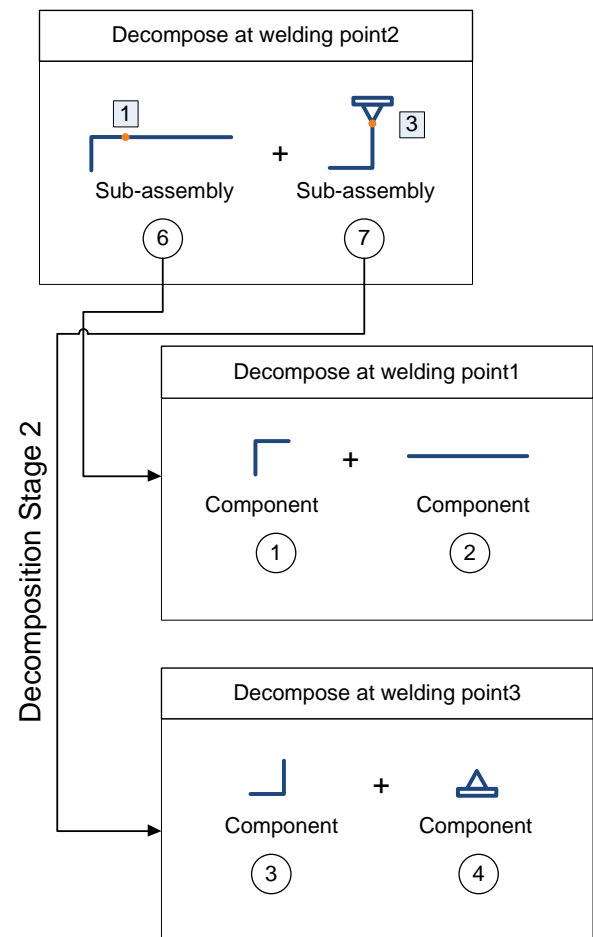 Decompose at welding point2
1
3
+
Sub-assembly
Sub-assembly
6
7
Decomposition Stage 2
Decompose at welding point1
+
Component
Component
1
2
Decompose at welding point3
+
Component
Component
3
4